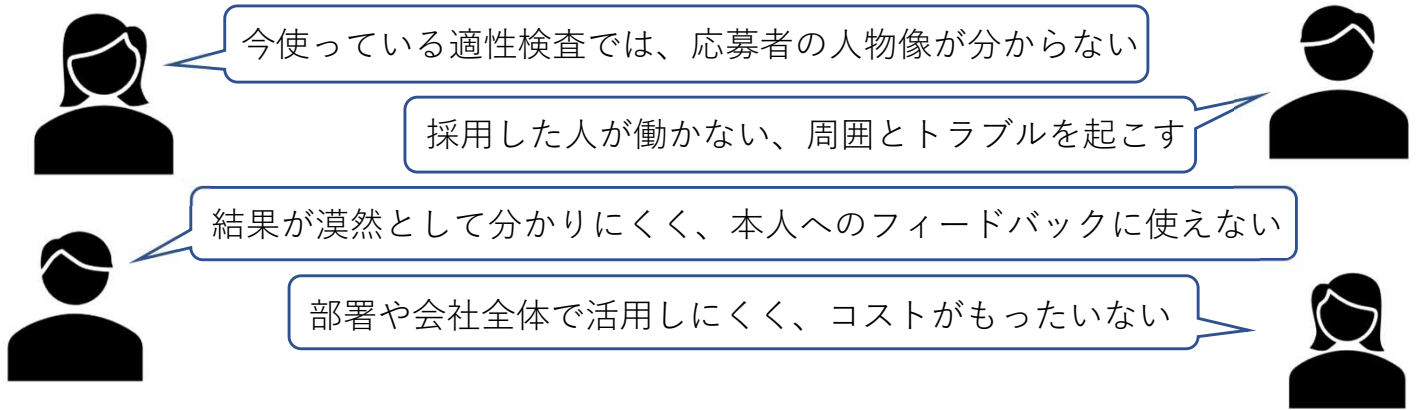 今使っている適性検査では、応募者の人物像が分からない
採用した人が働かない、周囲とトラブルを起こす
結果が漠然として分かりにくく、本人へのフィードバックに使えない
部署や会社全体で活用しにくく、コストがもったいない